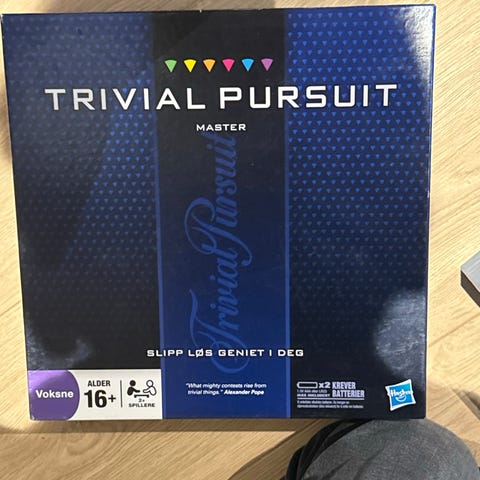 TRIVIAL PURSUIT
MASTER
Trivial Pursuit
SLIPP LØS GENIET I DEG
Voksne
ALDER
16+
2+
SPILLERE
"What mighty contests rise from
trivial things." Alexander Pope
x2 KREVER
BATTERIER
Hasbro